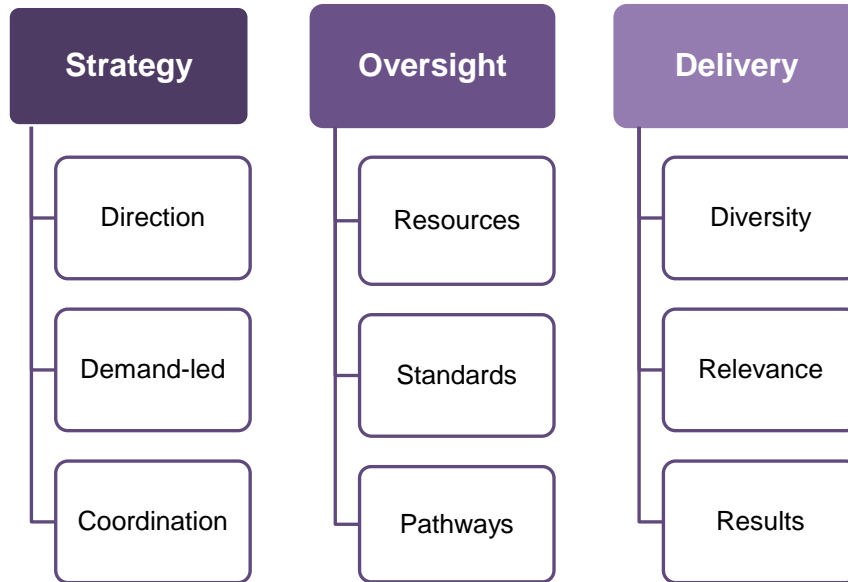 Strategy
Direction
Demand-led
Coordination
Oversight
Resources
Standards
Pathways
Delivery
Diversity
Relevance
Results